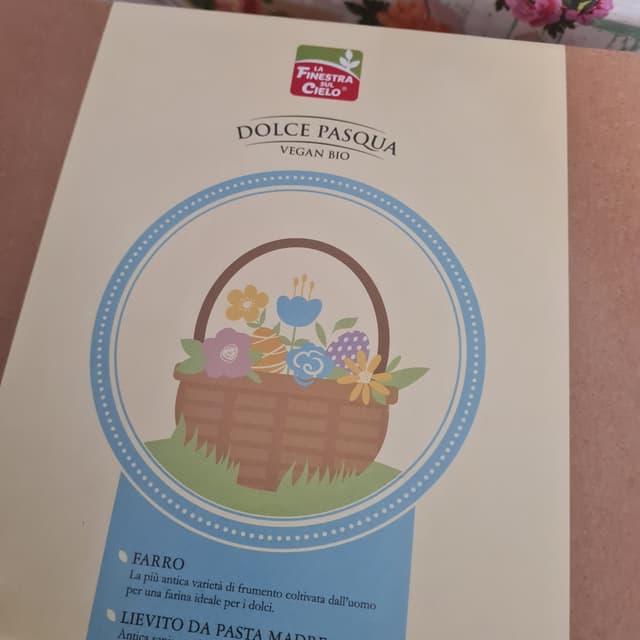 LA
FINESTRA
SUL
CIELO®
DOLCE PASQUA
VEGAN BIO
FARRO
La più antica varietà di frumento coltivata dall'uomo
per una farina ideale per i dolci.
LIEVITO DA PASTA MADRE
Antica